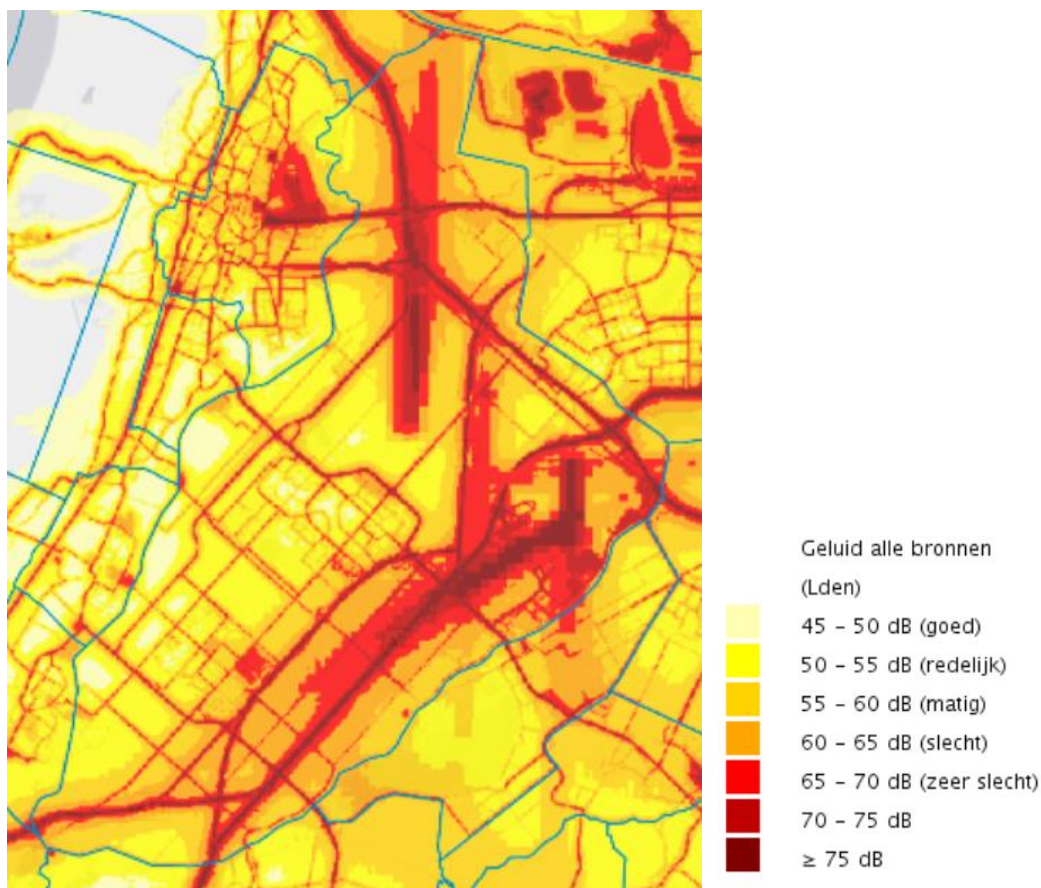 Geluid alle bronnen
(Lden)
45 – 50 dB (goed)
50 – 55 dB (redelijk)
55 – 60 dB (matig)
60 – 65 dB (slecht)
65 – 70 dB (zeer slecht)
70 – 75 dB
≥ 75 dB